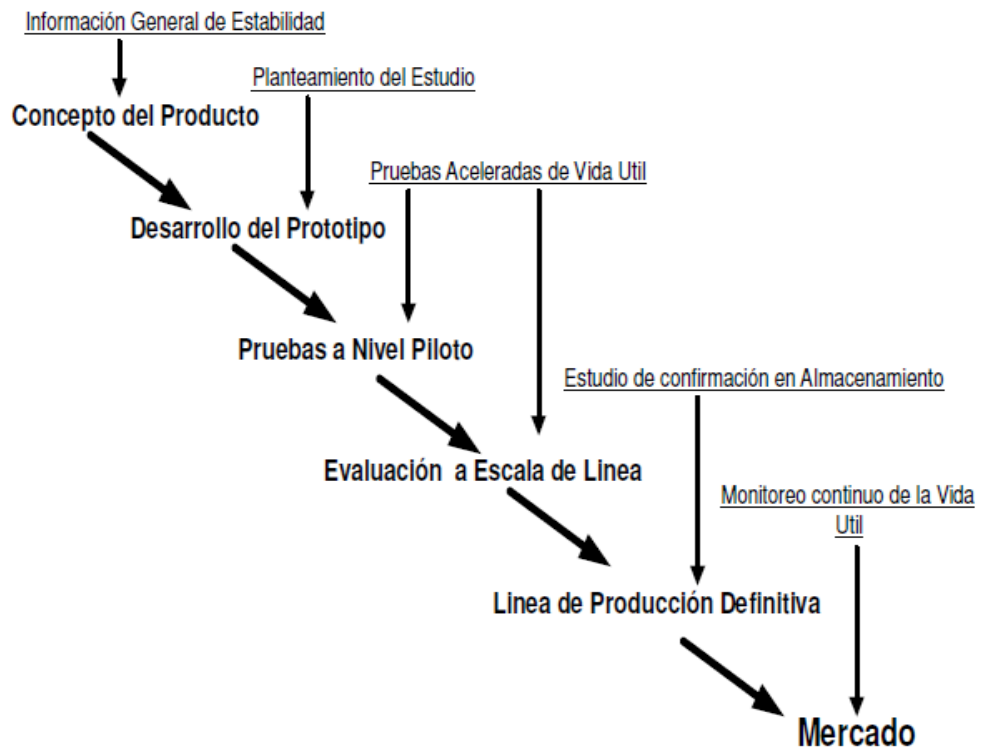 Información General de Estabilidad
Planteamiento del Estudio
Concepto del Producto
Pruebas Aceleradas de Vida Util
Desarrollo del Prototipo
Pruebas a Nivel Piloto
Estudio de confirmación en Almacenamiento
Evaluación a Escala de Linea
Monitoreo continuo de la Vida
Util
Linea de Producción Definitiva
Mercado